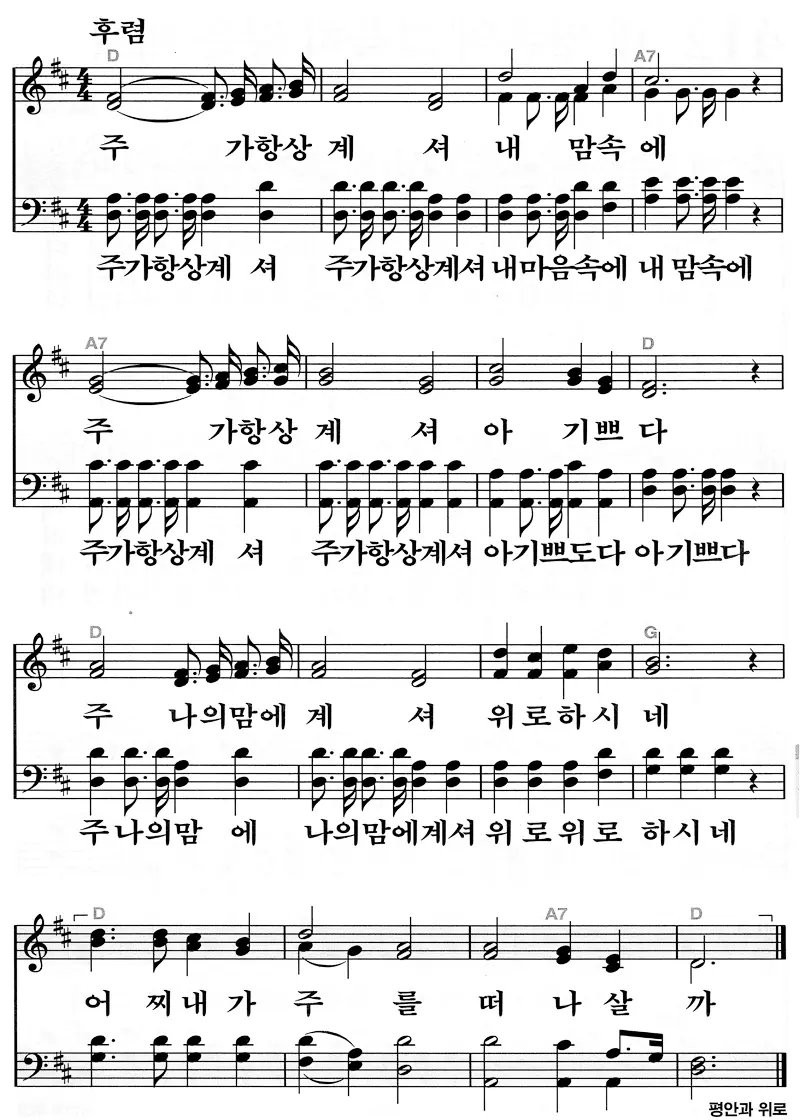 후렴
D A7
4 4
주 가항상 계 셔 내 맘속 에
4 4
주가항상계 셔 주가항상계셔 내마음속에 내 맘속에
A7 D
주 가항상 계 셔 아 기쁘 다
주가항상계 셔 주가항상계셔 아기쁘도다 아기쁘다
D G
주 나의맘에 계 셔 위로하시 네
주나의맘 에 나의맘에계셔 위로위로 하시네
D A7 D
어 찌내가 주 를 떠 나 살 까
평안과 위로